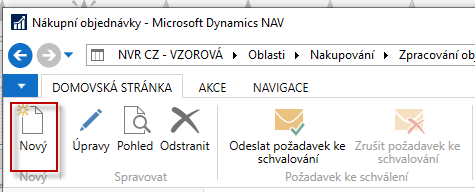 Nákupní objednávky - Microsoft Dynamics NAV
NVR CZ - VZOROVÁ Oblasti Nakupování Zpracování obj
DOMOVSKÁ STRÁNKA AKCE NAVIGACE
Nový Úpravy Pohled Odstranit Odeslat požadavek ke schvalování Zrušit požadavek ke schvalování
Nový Spravovat Požadavek ke schválení